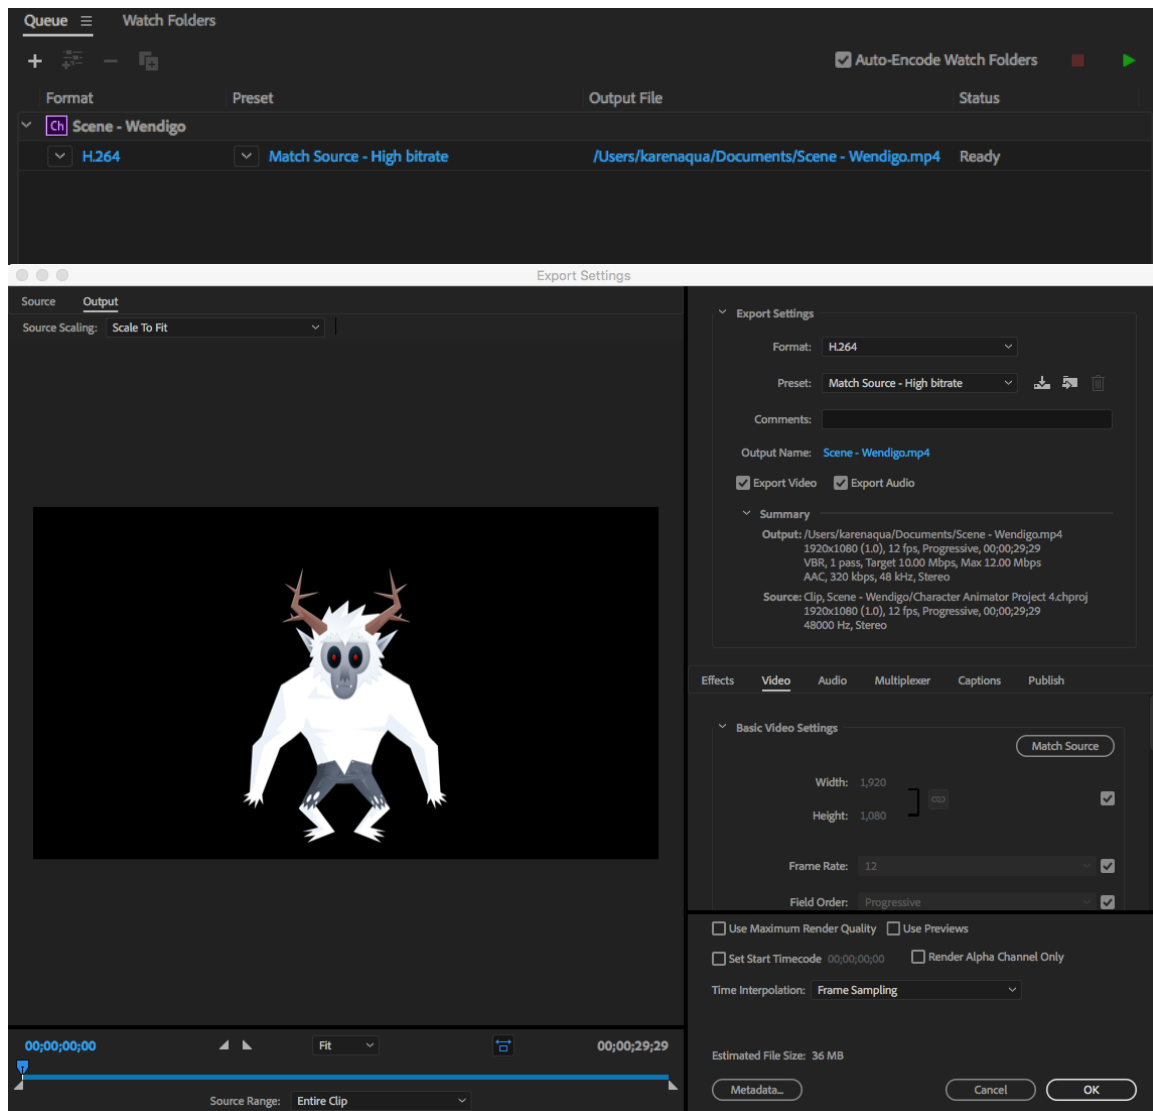 Queue ≡ Watch Folders
Auto-Encode Watch Folders
Format Preset Output File Status
Ch Scene - Wendigo
H.264 Match Source - High bitrate /Users/karenaqua/Documents/Scene - Wendigo.mp4 Ready
Export Settings
Source Output
Source Scaling: Scale To Fit
Export Settings
Format: H.264
Preset: Match Source - High bitrate
Comments:
Output Name: Scene - Wendigo.mp4
Export Video Export Audio
Summary
Output: /Users/karenaqua/Documents/Scene - Wendigo.mp4
1920x1080 (1.0), 12 fps, Progressive, 00;00;29;29
VBR, 1 pass, Target 10.00 Mbps, Max 12.00 Mbps
AAC, 320 kbps, 48 kHz, Stereo
Source: Clip, Scene - Wendigo/Character Animator Project 4.chproj
1920x1080 (1.0), 12 fps, Progressive, 00;00;29;29
48000 Hz, Stereo
Effects Video Audio Multiplexer Captions Publish
Basic Video Settings
Match Source
Width: 1,920
Height: 1,080
Frame Rate: 12
Field Order: Progressive
Use Maximum Render Quality Use Previews
Set Start Timecode 00;00;00;00 Render Alpha Channel Only
Time Interpolation: Frame Sampling
Estimated File Size: 36 MB
Metadata... Cancel OK
00;00;00;00 Fit 00;00;29;29
Source Range: Entire Clip